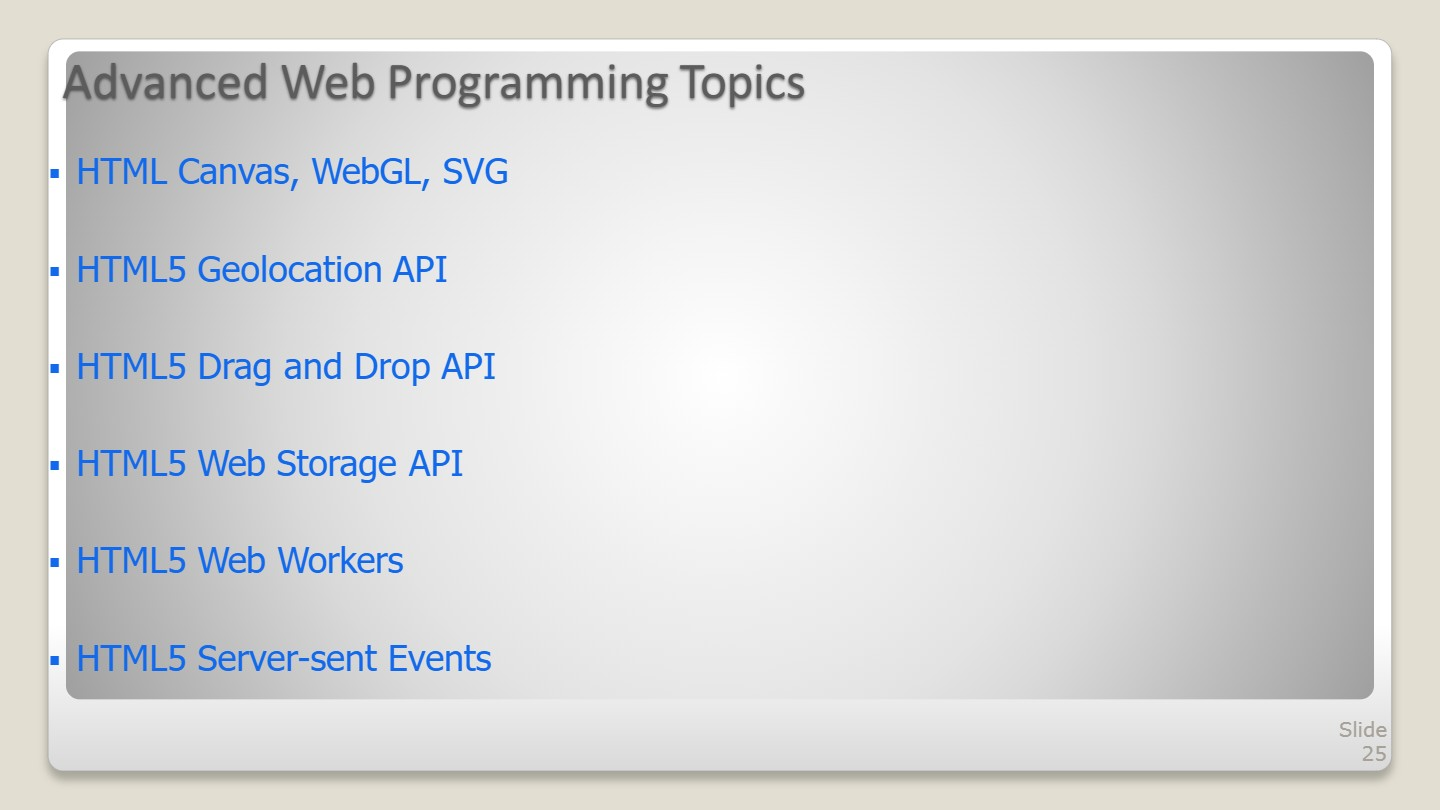 Advanced Web Programming Topics
▪ HTML Canvas, WebGL, SVG
▪ HTML5 Geolocation API
▪ HTML5 Drag and Drop API
▪ HTML5 Web Storage API
▪ HTML5 Web Workers
▪ HTML5 Server-sent Events
Slide
25